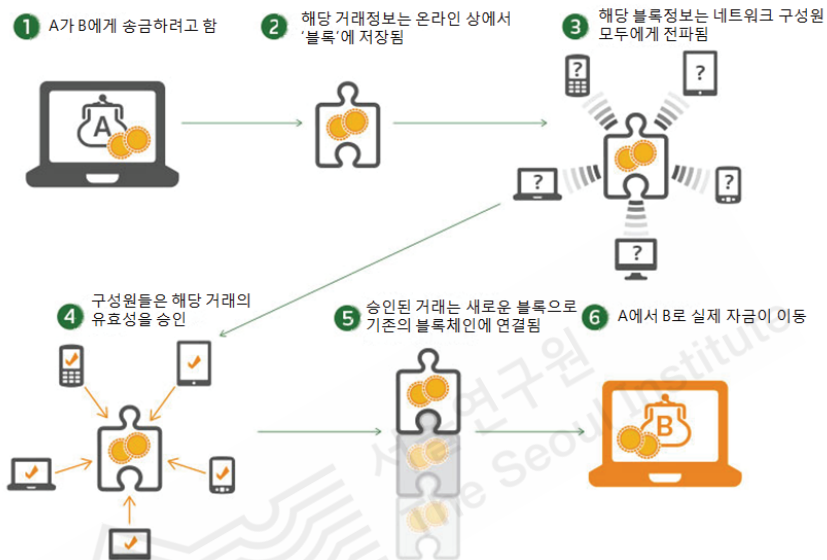 1 A가 B에게 송금하려고 함
2 해당 거래정보는 온라인 상에서
‘블록’에 저장됨
3 해당 블록정보는 네트워크 구성원
모두에게 전파됨
A
?
?
?
?
?
4 구성원들은 해당 거래의
유효성을 승인
5 승인된 거래는 새로운 블록으로
기존의 블록체인에 연결됨
6 A에서 B로 실제 자금이 이동
B
서울연구원
The Seoul Institute